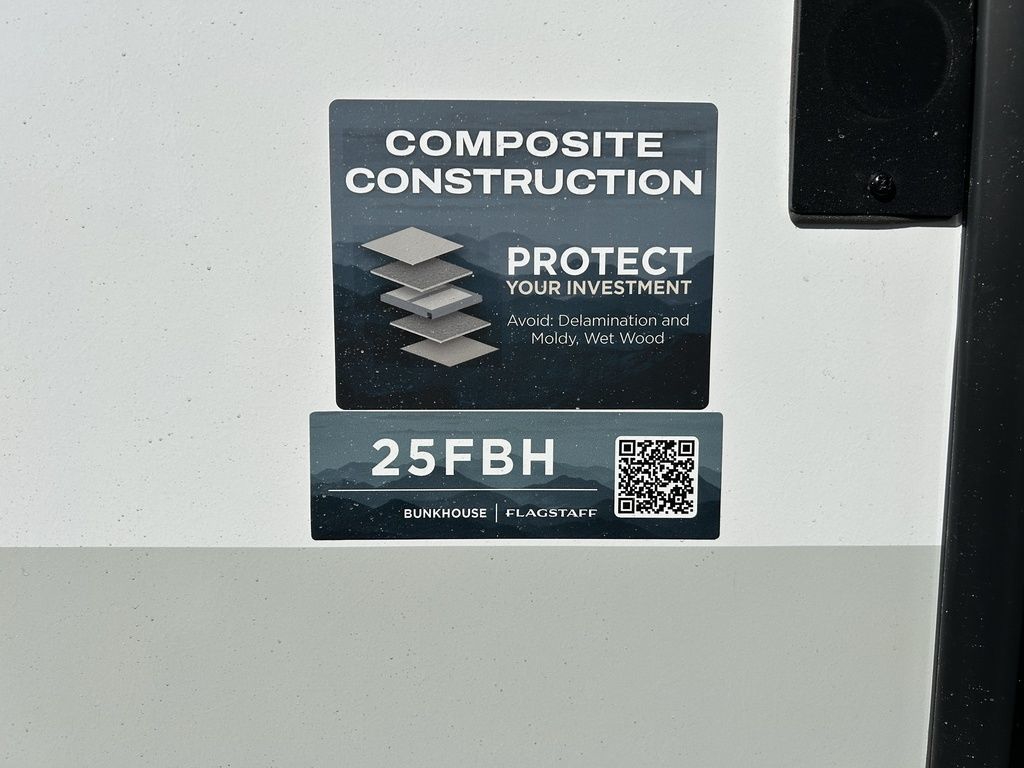 COMPOSITE
CONSTRUCTION
PROTECT
YOUR INVESTMENT
Avoid: Delamination and
Moldy, Wet Wood
25FBH
BUNKHOUSE | FLAGSTAFF